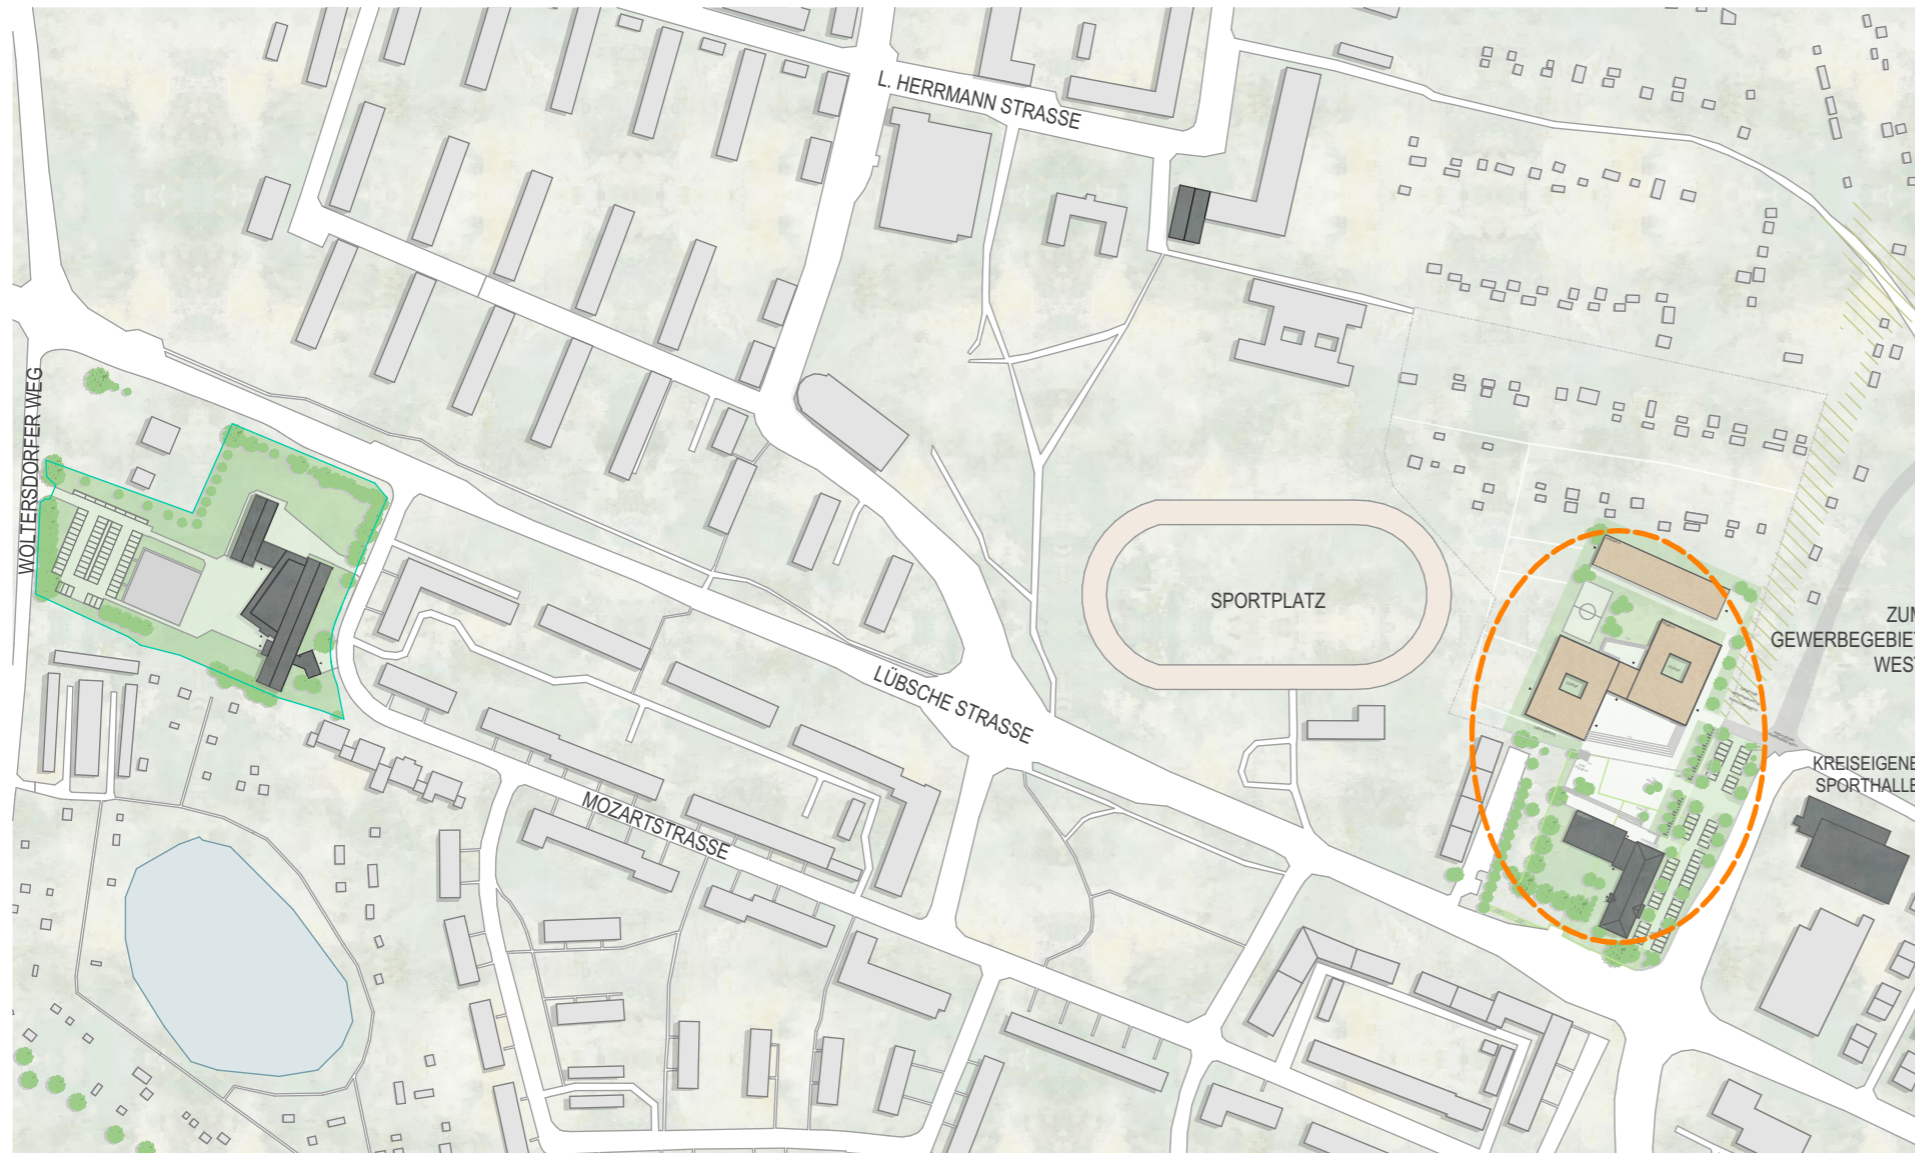 L. HERRMANN STRASSE
WOLTERSDORFER WEG
SPORTPLATZ
ZUM
GEWERBEGEBIET
WEST
LÜBSCHE STRASSE
KREISEIGENE
SPORTHALLE
MOZARTSTRASSE